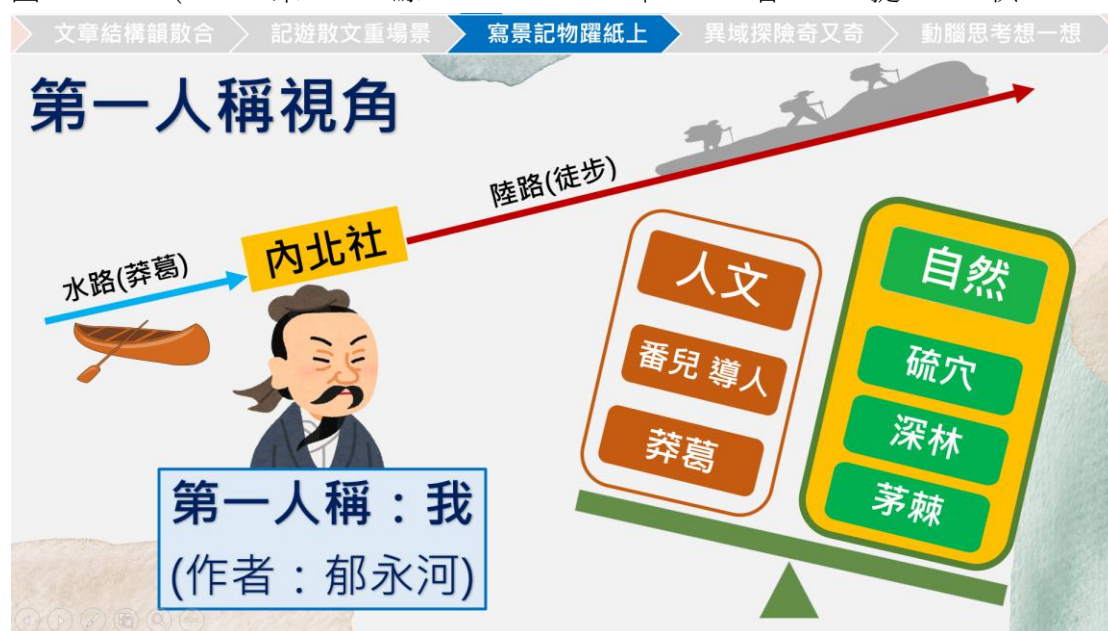 文章結構韻散合
記遊散文重場景
寫景記物躍紙上
異域探險奇又奇
動腦思考想一想
第一人稱視角
陸路(徒步)
內北社
水路(莽葛)
人文
番兒 導人
莽葛
自然
硫穴
深林
茅棘
第一人稱：我
(作者：郁永河)